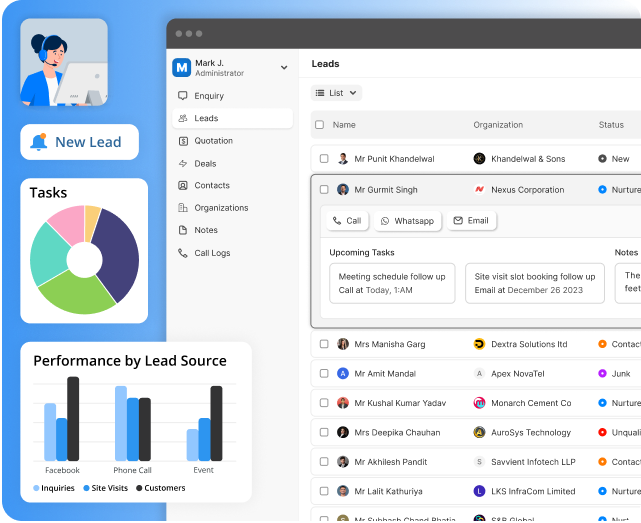 New Lead
Tasks
Performance by Lead Source
Facebook
Phone Call
Event
Inquiries
Site Visits
Customers
M
Mark J.
Administrator
Enquiry
Leads
Quotation
Deals
Contacts
Organizations
Notes
Call Logs
Leads
List
Name Organization Status
Mr Punit Khandelwal Khandelwal & Sons New
Mr Gurmit Singh Nexus Corporation Nurture
Call Whatsapp Email
Upcoming Tasks Notes
Meeting schedule follow up
Call at Today, 1:AM
Site visit slot booking follow up
Email at December 26 2023
The
feet
Mrs Manisha Garg Dextra Solutions ltd Contact
A Mr Amit Mandal A Apex NovaTel Junk
Mr Kushal Kumar Yadav Monarch Cement Co Nurture
Mrs Deepika Chauhan AuroSys Technology Unquali
Mr Akhilesh Pandit S Savvient Infotech LLP Contact
Mr Lalit Kathuriya L LKS InfraCom Limited Nurture
S Mr Subhash Chand Bhatia S&P Global